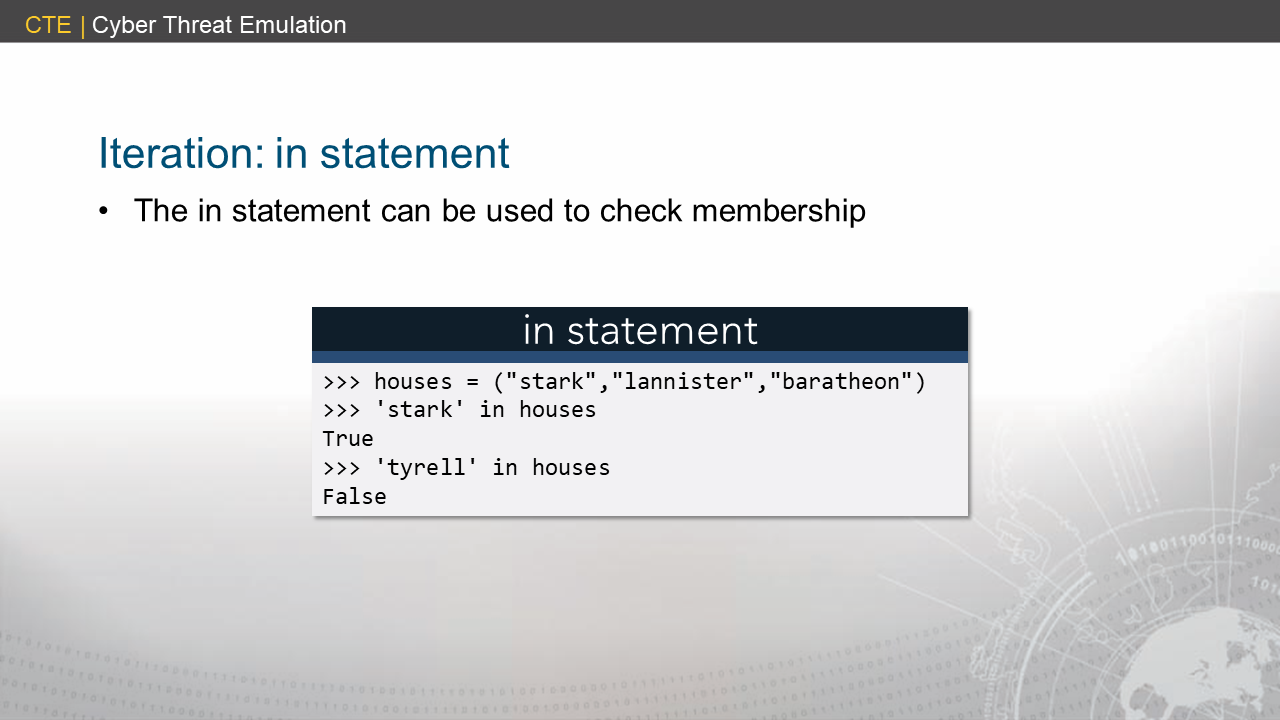 CTE | Cyber Threat Emulation
Iteration: in statement
• The in statement can be used to check membership
in statement
>>> houses = ("stark","lannister","baratheon")
>>> 'stark' in houses
True
>>> 'tyrell' in houses
False